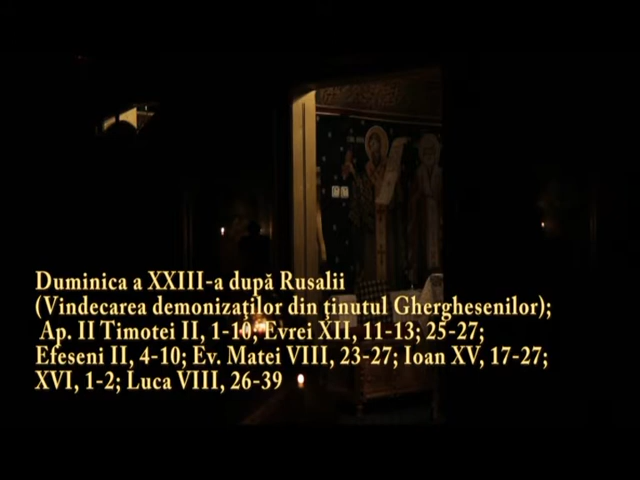 Duminica a XXIII-a după Rusalii
(Vindecarea demonizaţilor din ţinutul Gherghesenilor);
Ap. II Timotei II, 1-10; Evrei XII, 11-13; 25-27;
Efeseni II, 4-10; Ev. Matei VIII, 23-27; Ioan XV, 17-27;
XVI, 1-2; Luca VIII, 26-39